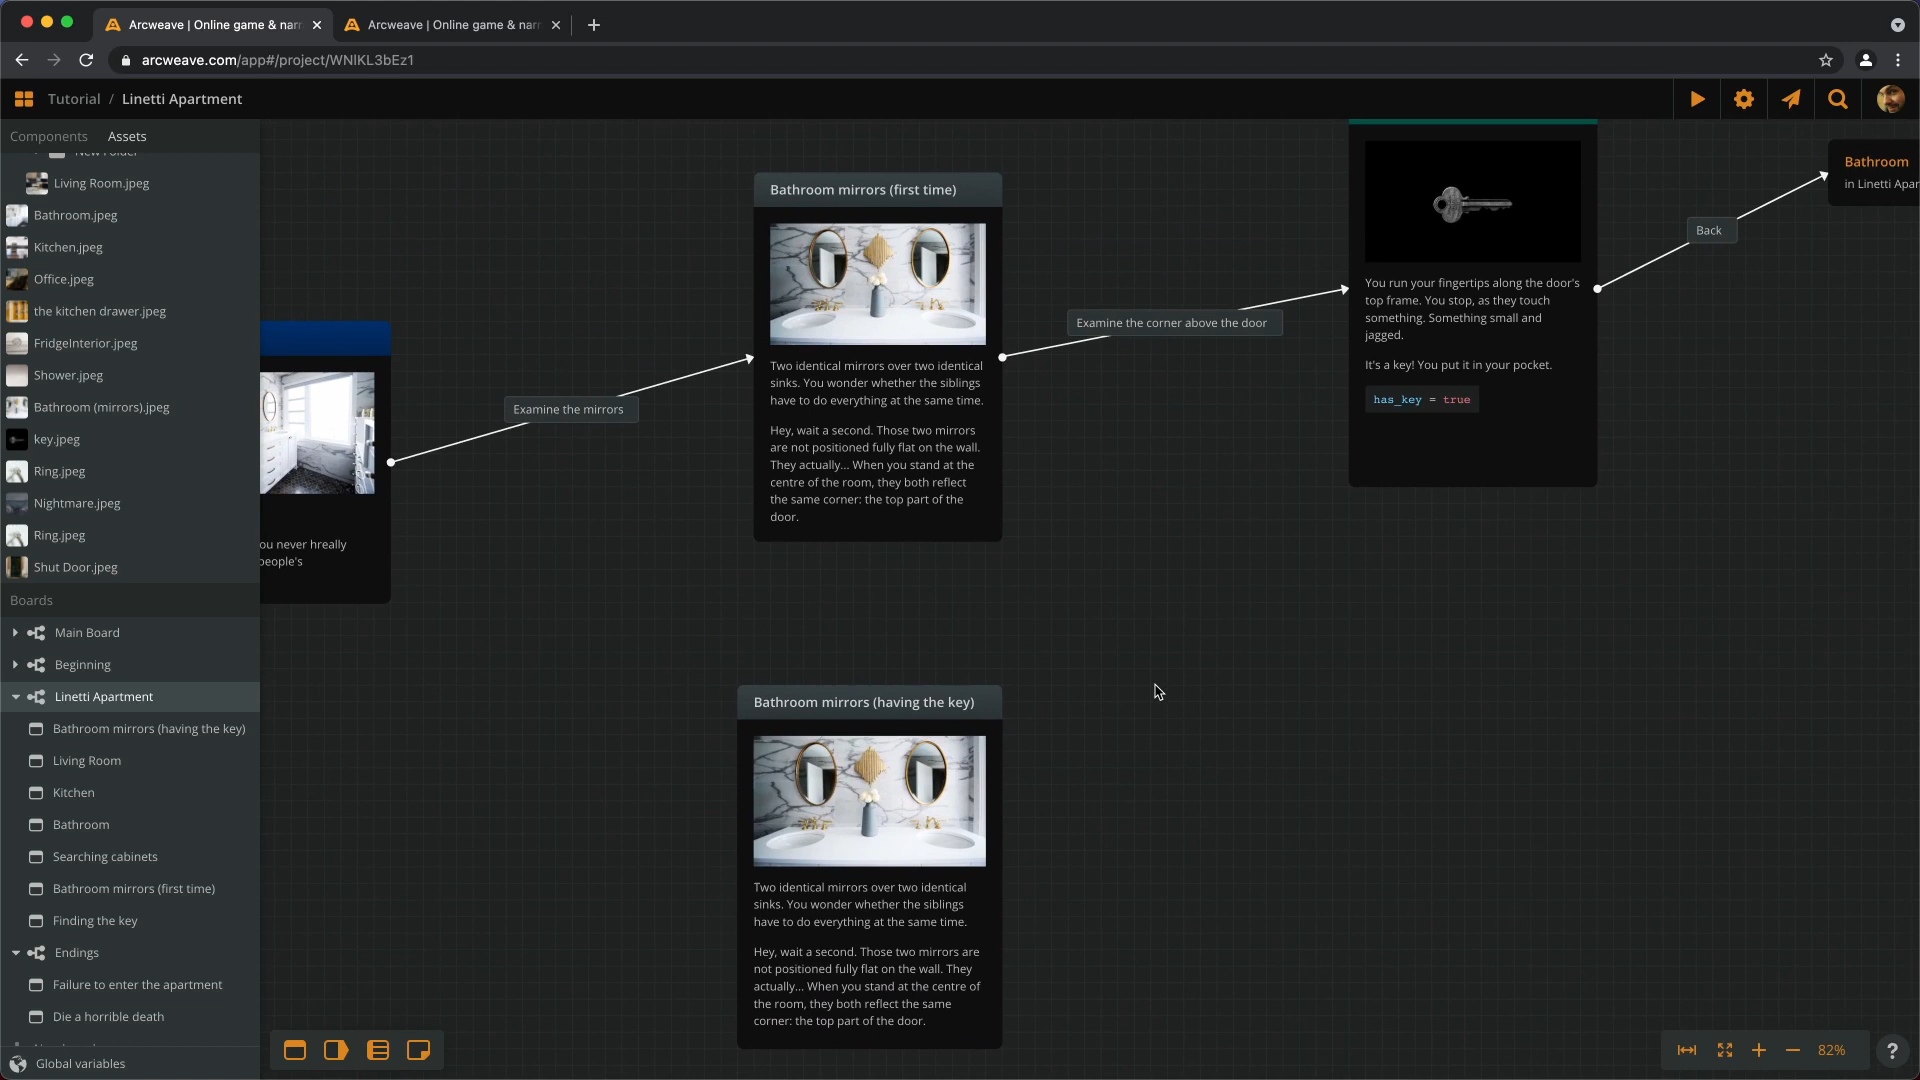 Arcweave | Online game & narr
Arcweave | Online game & narr
arcweave.com/app#/project/WNlKL3bEz1
Tutorial / Linetti Apartment
Components Assets
New Folder
Living Room.jpeg
Bathroom.jpeg
Kitchen.jpeg
Office.jpeg
the kitchen drawer.jpeg
FridgeInterior.jpeg
Shower.jpeg
Bathroom (mirrors).jpeg
key.jpeg
Ring.jpeg
Nightmare.jpeg
Ring.jpeg
Shut Door.jpeg
Boards
Main Board
Beginning
Linetti Apartment
Bathroom mirrors (having the key)
Living Room
Kitchen
Bathroom
Searching cabinets
Bathroom mirrors (first time)
Finding the key
Endings
Failure to enter the apartment
Die a horrible death
Global variables
ou never hreally
people's
Examine the mirrors
Bathroom mirrors (first time)
Two identical mirrors over two identical
sinks. You wonder whether the siblings
have to do everything at the same time.
Hey, wait a second. Those two mirrors
are not positioned fully flat on the wall.
They actually... When you stand at the
centre of the room, they both reflect
the same corner: the top part of the
door.
Examine the corner above the door
You run your fingertips along the door's
top frame. You stop, as they touch
something. Something small and
jagged.
It's a key! You put it in your pocket.
has_key = true
Back
Bathroom
in Linetti Apar
Bathroom mirrors (having the key)
Two identical mirrors over two identical
sinks. You wonder whether the siblings
have to do everything at the same time.
Hey, wait a second. Those two mirrors are
not positioned fully flat on the wall. They
actually... When you stand at the centre of
the room, they both reflect the same
corner: the top part of the door.
82%
?